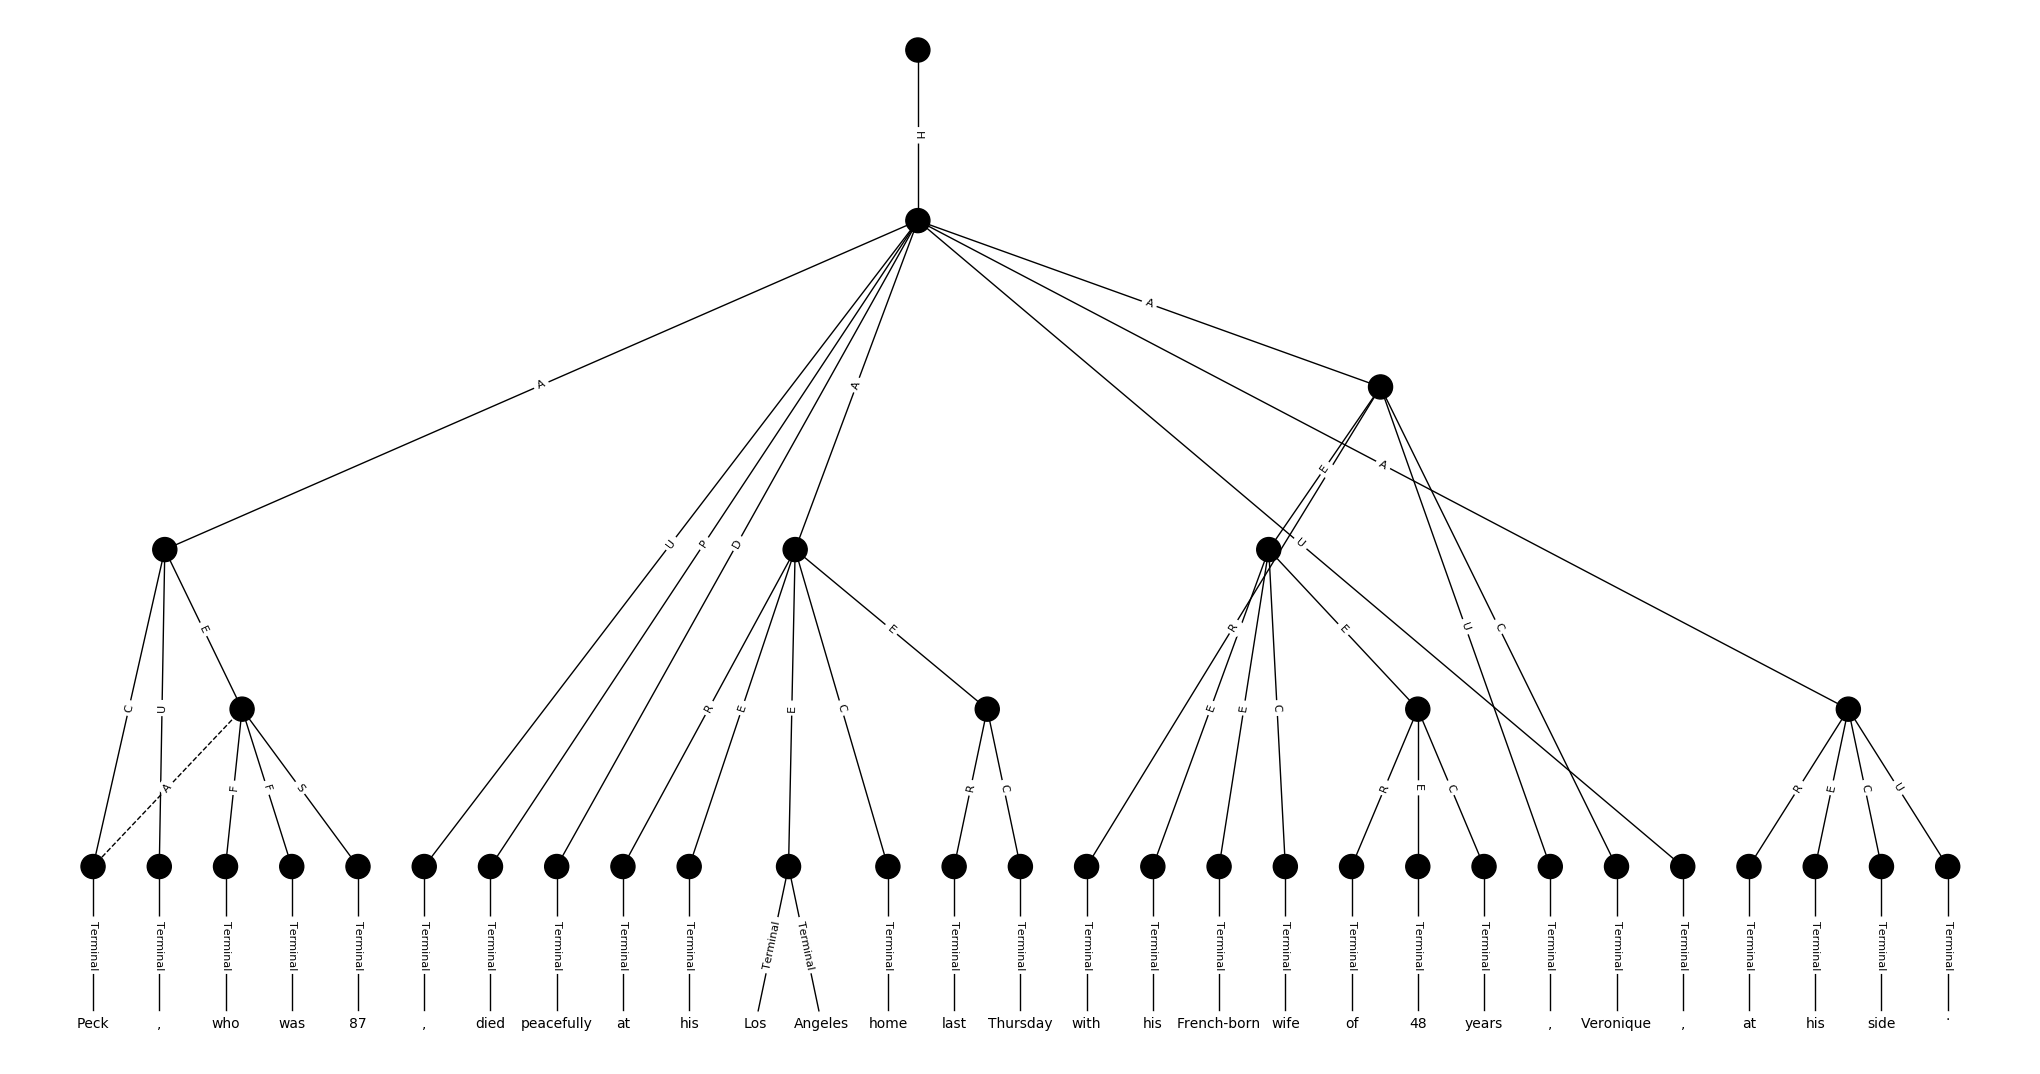 H
A
A
A
E
A
U
P
D
U
E
E
R
E
U
C
C
U
R
E
E
C
E
E
C
A
F
F
S
R
C
R
E
C
R
E
C
U
Terminal Terminal Terminal Terminal Terminal Terminal Terminal Terminal Terminal Terminal Terminal Terminal Terminal Terminal Terminal Terminal Terminal Terminal Terminal Terminal Terminal Terminal Terminal Terminal Terminal Terminal Terminal Terminal Terminal
Peck , who was 87 , died peacefully at his Los Angeles home last Thursday with his French-born wife of 48 years , Veronique , at his side .